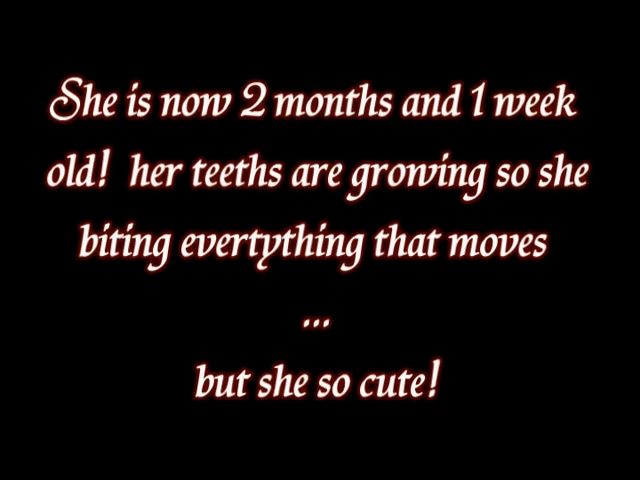 She is now 2 months and 1 week
old! her teeths are growing so she
biting evertything that moves
...
but she so cute!